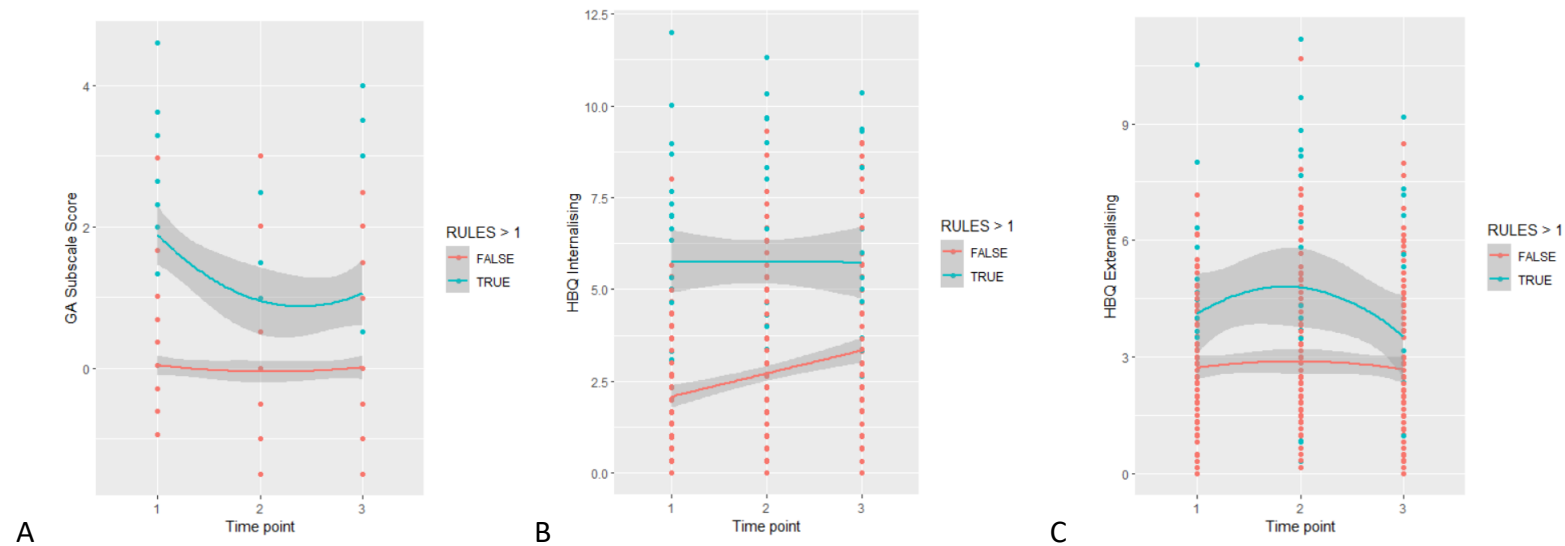 A
GA Subscale Score
4
2
0
1
2
3
Time point
RULES > 1
FALSE
TRUE
B
HBQ Internalising
12.5
10.0
7.5
5.0
2.5
0.0
1
2
3
Time point
RULES > 1
FALSE
TRUE
C
HBQ Externalising
9
6
3
0
1
2
3
Time point
RULES > 1
FALSE
TRUE